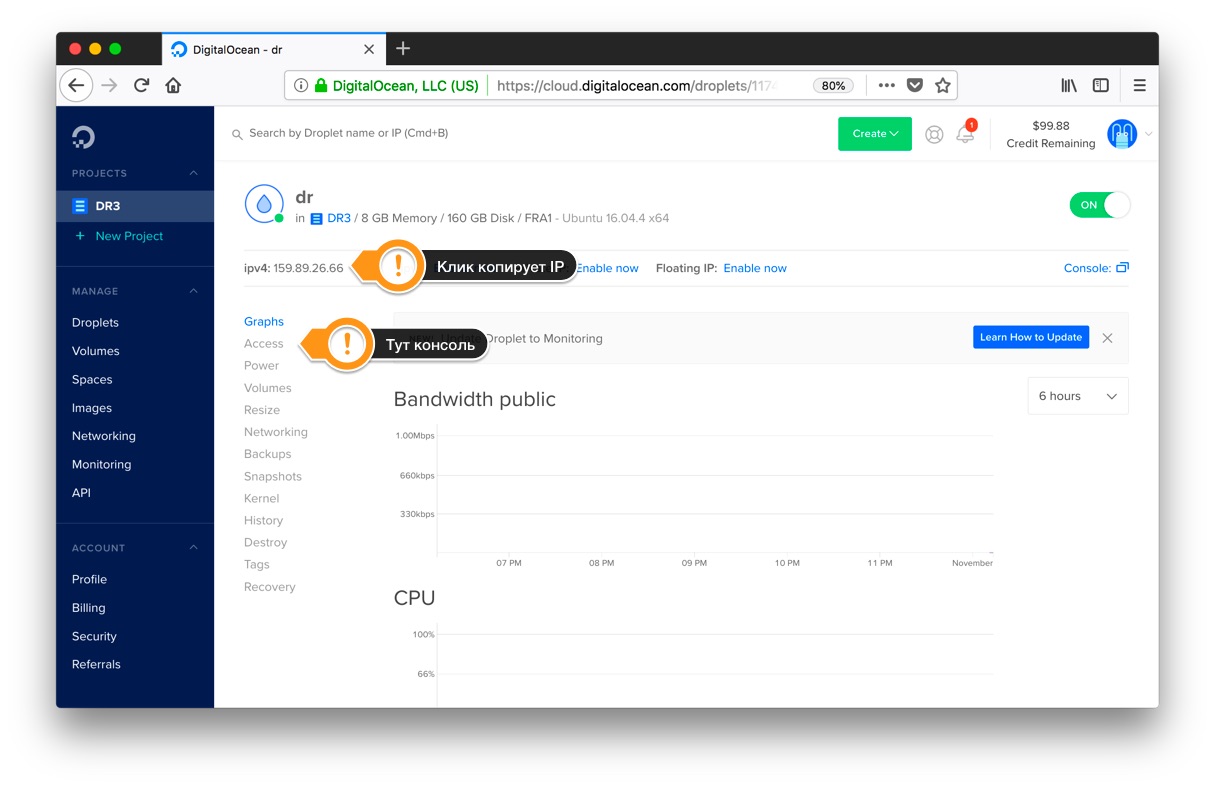 DigitalOcean - dr
DigitalOcean, LLC (US) https://cloud.digitalocean.com/droplets/117 80%
Search by Droplet name or IP (Cmd+B) Create 1 $99.88
Credit Remaining
PROJECTS
DR3
+ New Project
MANAGE
Droplets
Volumes
Spaces
Images
Networking
Monitoring
API
ACCOUNT
Profile
Billing
Security
Referrals
dr
in DR3 / 8 GB Memory / 160 GB Disk / FRA1 - Ubuntu 16.04.4 x64
ON
ipv4: 159.89.26.66 ! Клик копирует IP Enable now Floating IP: Enable now Console:
Graphs
Access
Power
Volumes
Resize
Networking
Backups
Snapshots
Kernel
History
Destroy
Tags
Recovery
! Тут консоль
Droplet to Monitoring Learn How to Update
Bandwidth public 6 hours
1.00Mbps
660kbps
330kbps
07 PM 08 PM 09 PM 10 PM 11 PM November
CPU
100%
66%